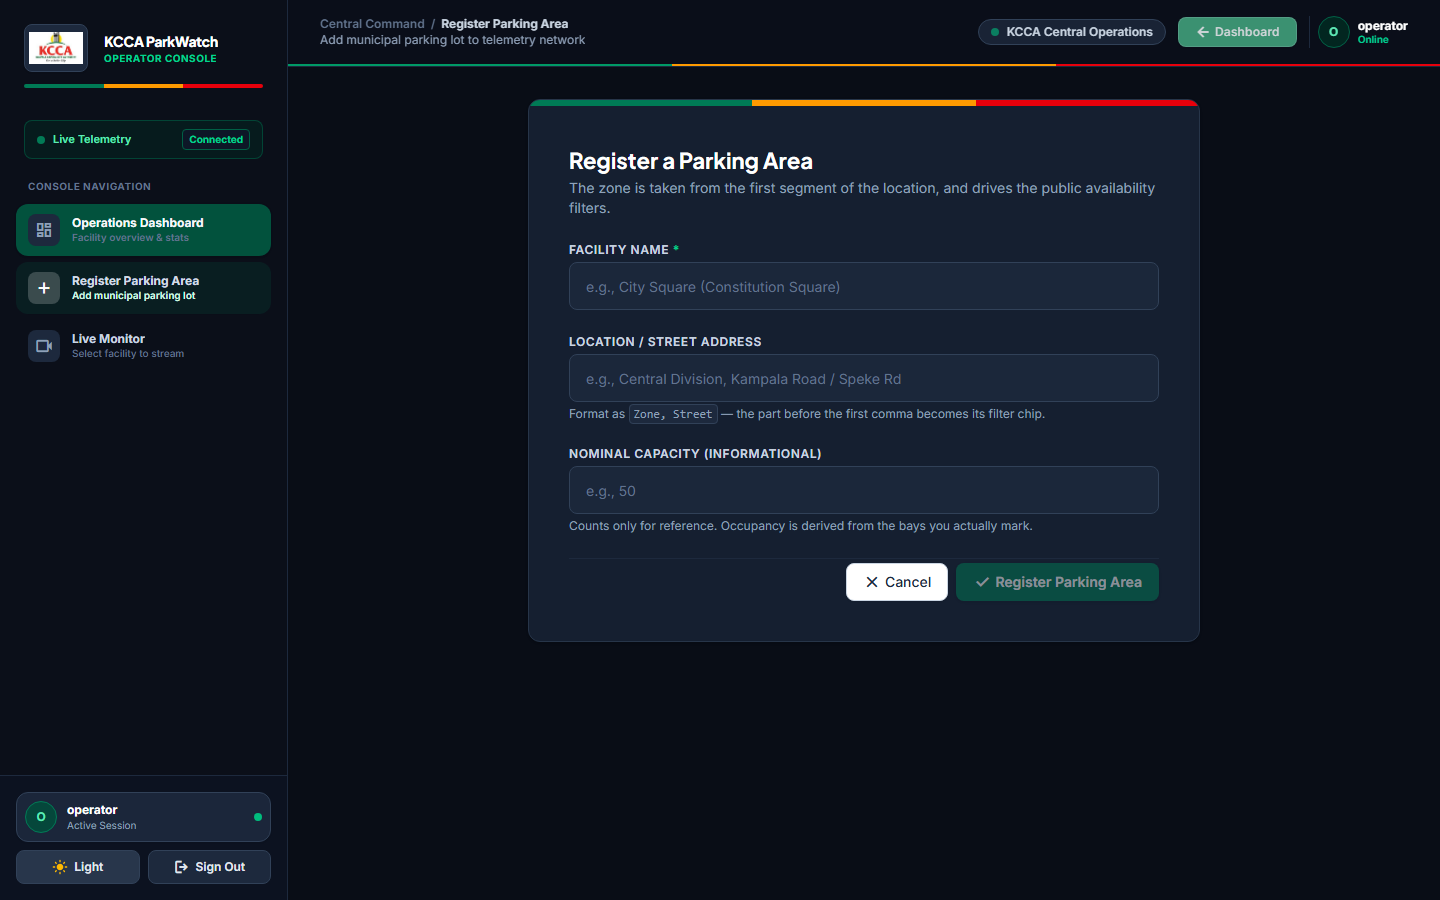 KCCA
KCCA ParkWatch
OPERATOR CONSOLE
Live Telemetry
Connected
CONSOLE NAVIGATION
Operations Dashboard
Facility overview & stats
Register Parking Area
Add municipal parking lot
Live Monitor
Select facility to stream
O
operator
Active Session
Light
Sign Out
Central Command / Register Parking Area
Add municipal parking lot to telemetry network
KCCA Central Operations
Dashboard
O
operator
Online
Register a Parking Area
The zone is taken from the first segment of the location, and drives the public availability
filters.
FACILITY NAME *
e.g., City Square (Constitution Square)
LOCATION / STREET ADDRESS
e.g., Central Division, Kampala Road / Speke Rd
Format as Zone, Street — the part before the first comma becomes its filter chip.
NOMINAL CAPACITY (INFORMATIONAL)
e.g., 50
Counts only for reference. Occupancy is derived from the bays you actually mark.
Cancel
Register Parking Area